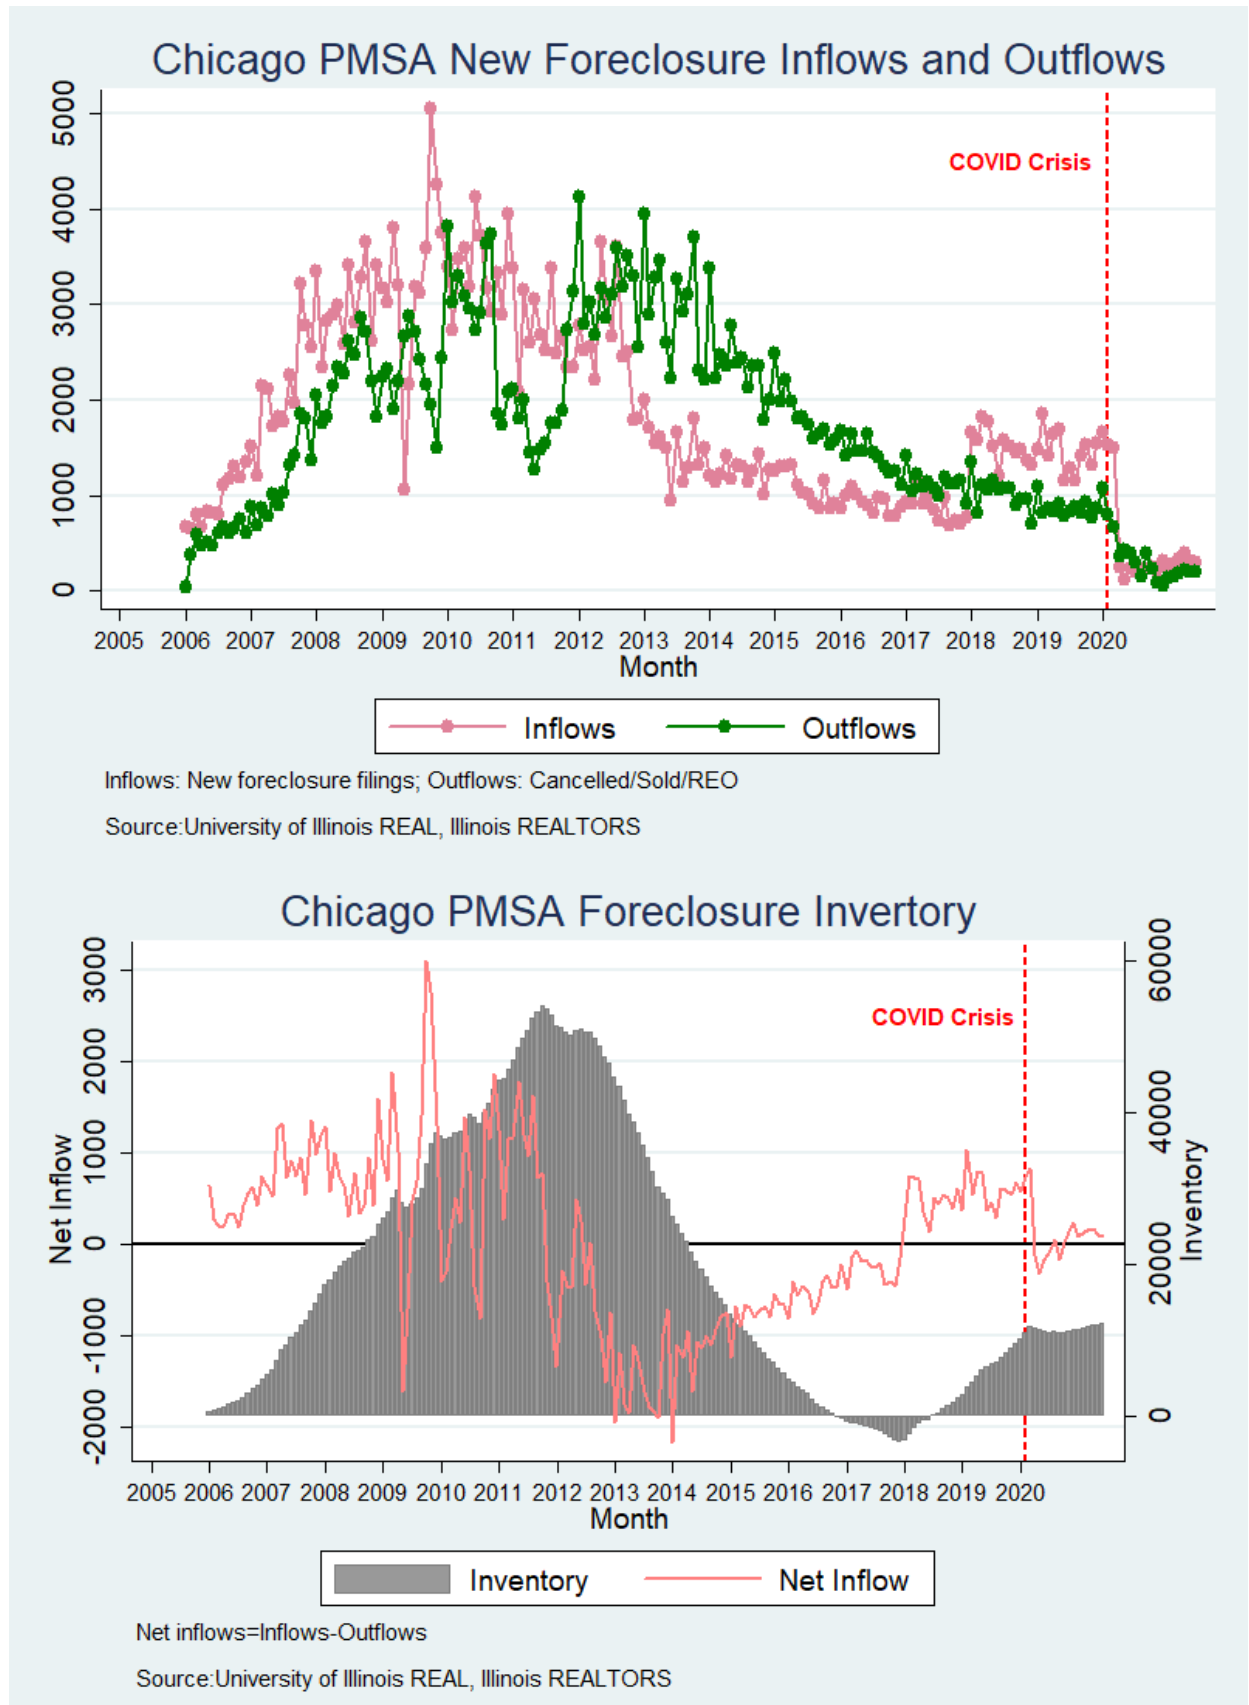 Chicago PMSA New Foreclosure Inflows and Outflows
5000
4000
3000
2000
1000
0
COVID Crisis
2005 2006 2007 2008 2009 2010 2011 2012 2013 2014 2015 2016 2017 2018 2019 2020
Month
Inflows Outflows
Inflows: New foreclosure filings; Outflows: Cancelled/Sold/REO
Source:University of Illinois REAL, Illinois REALTORS
Chicago PMSA Foreclosure Invertory
Net Inflow
3000
2000
1000
0
-1000
-2000
COVID Crisis
60000
40000
20000
0
Inventory
2005 2006 2007 2008 2009 2010 2011 2012 2013 2014 2015 2016 2017 2018 2019 2020
Month
Inventory Net Inflow
Net inflows=Inflows-Outflows
Source:University of Illinois REAL, Illinois REALTORS